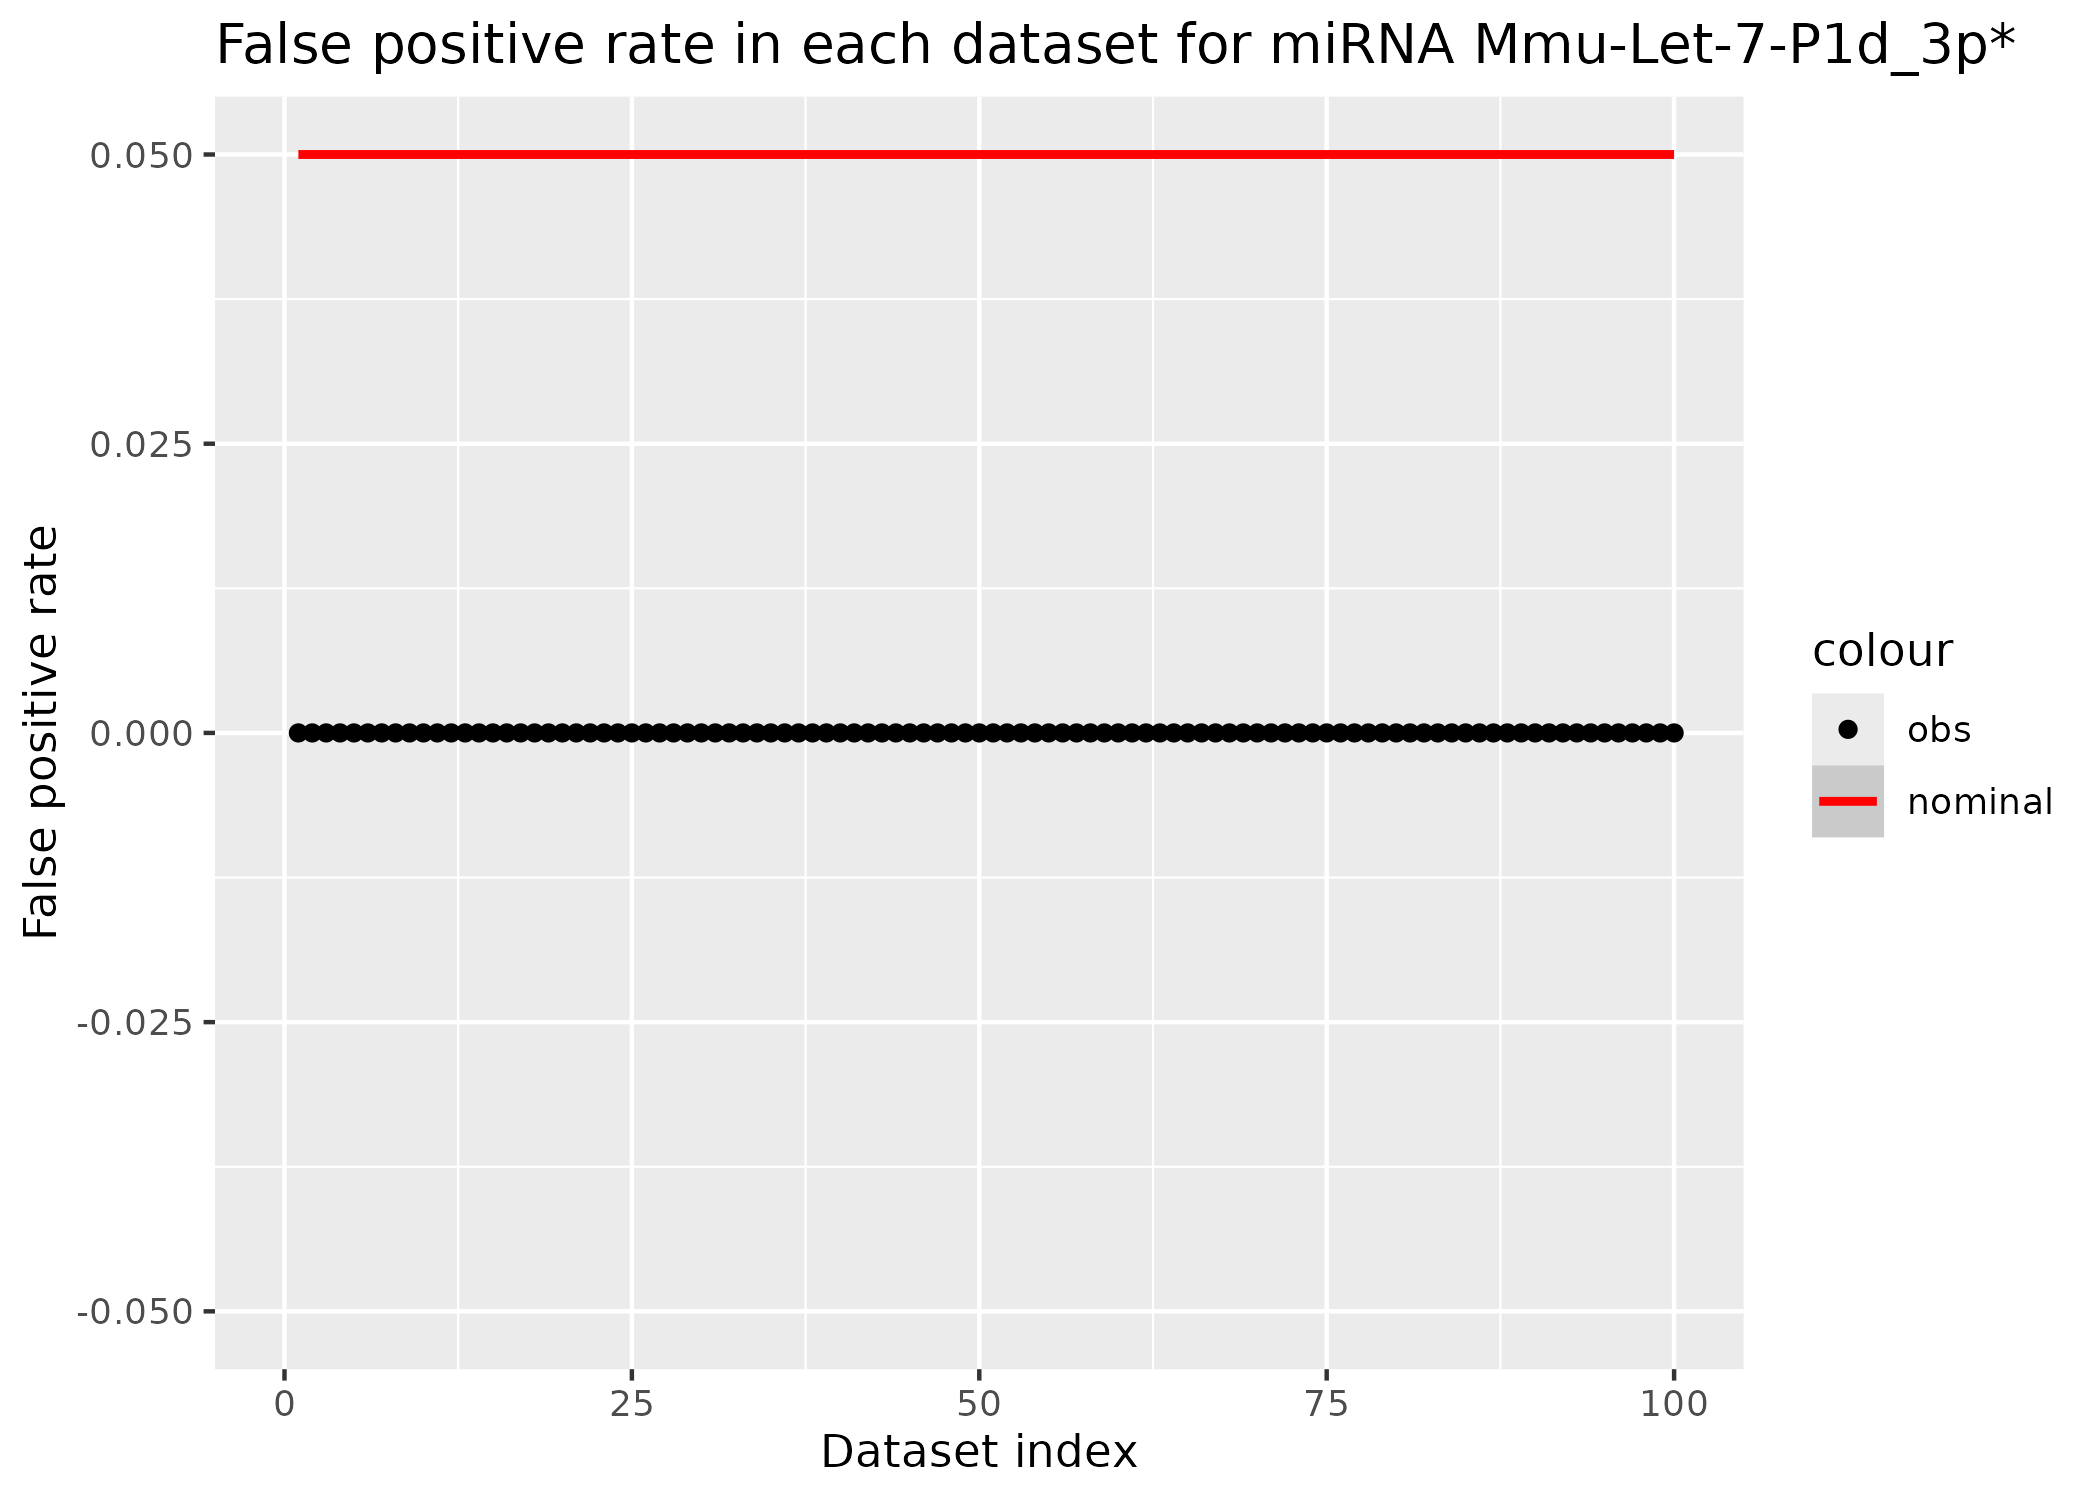 False positive rate in each dataset for miRNA Mmu-Let-7-P1d_3p*
0.050
0.025
0.000
-0.025
-0.050
False positive rate
0 25 50 75 100
Dataset index
colour
obs
nominal